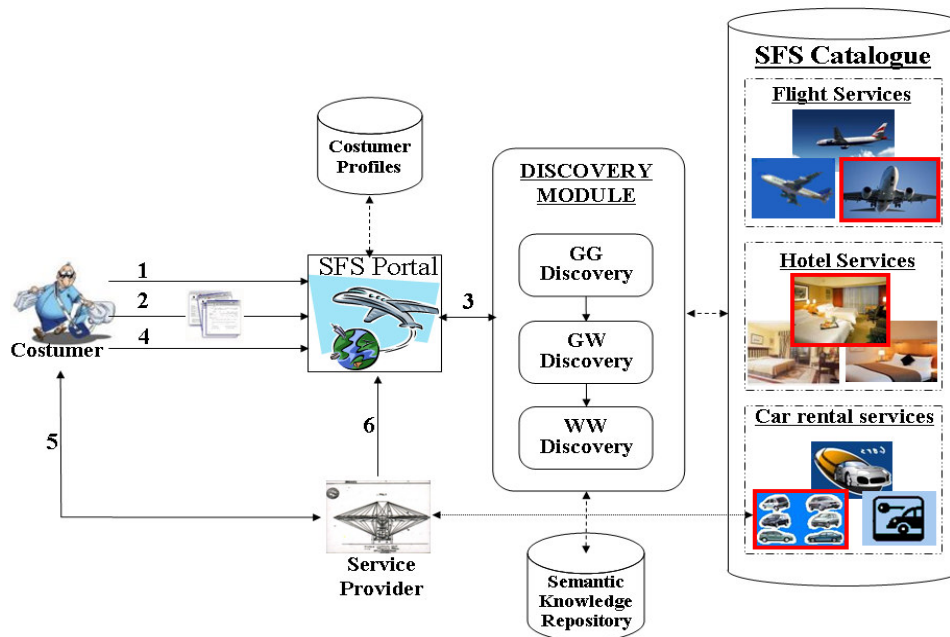 SFS Catalogue
Flight Services
Costumer
Profiles
DISCOVERY
MODULE
GG
Discovery
GW
Discovery
WW
Discovery
SFS Portal
1
2
3
4
Costumer
5
6
Hotel Services
Car rental services
Cars
Service
Provider
Semantic
Knowledge
Repository